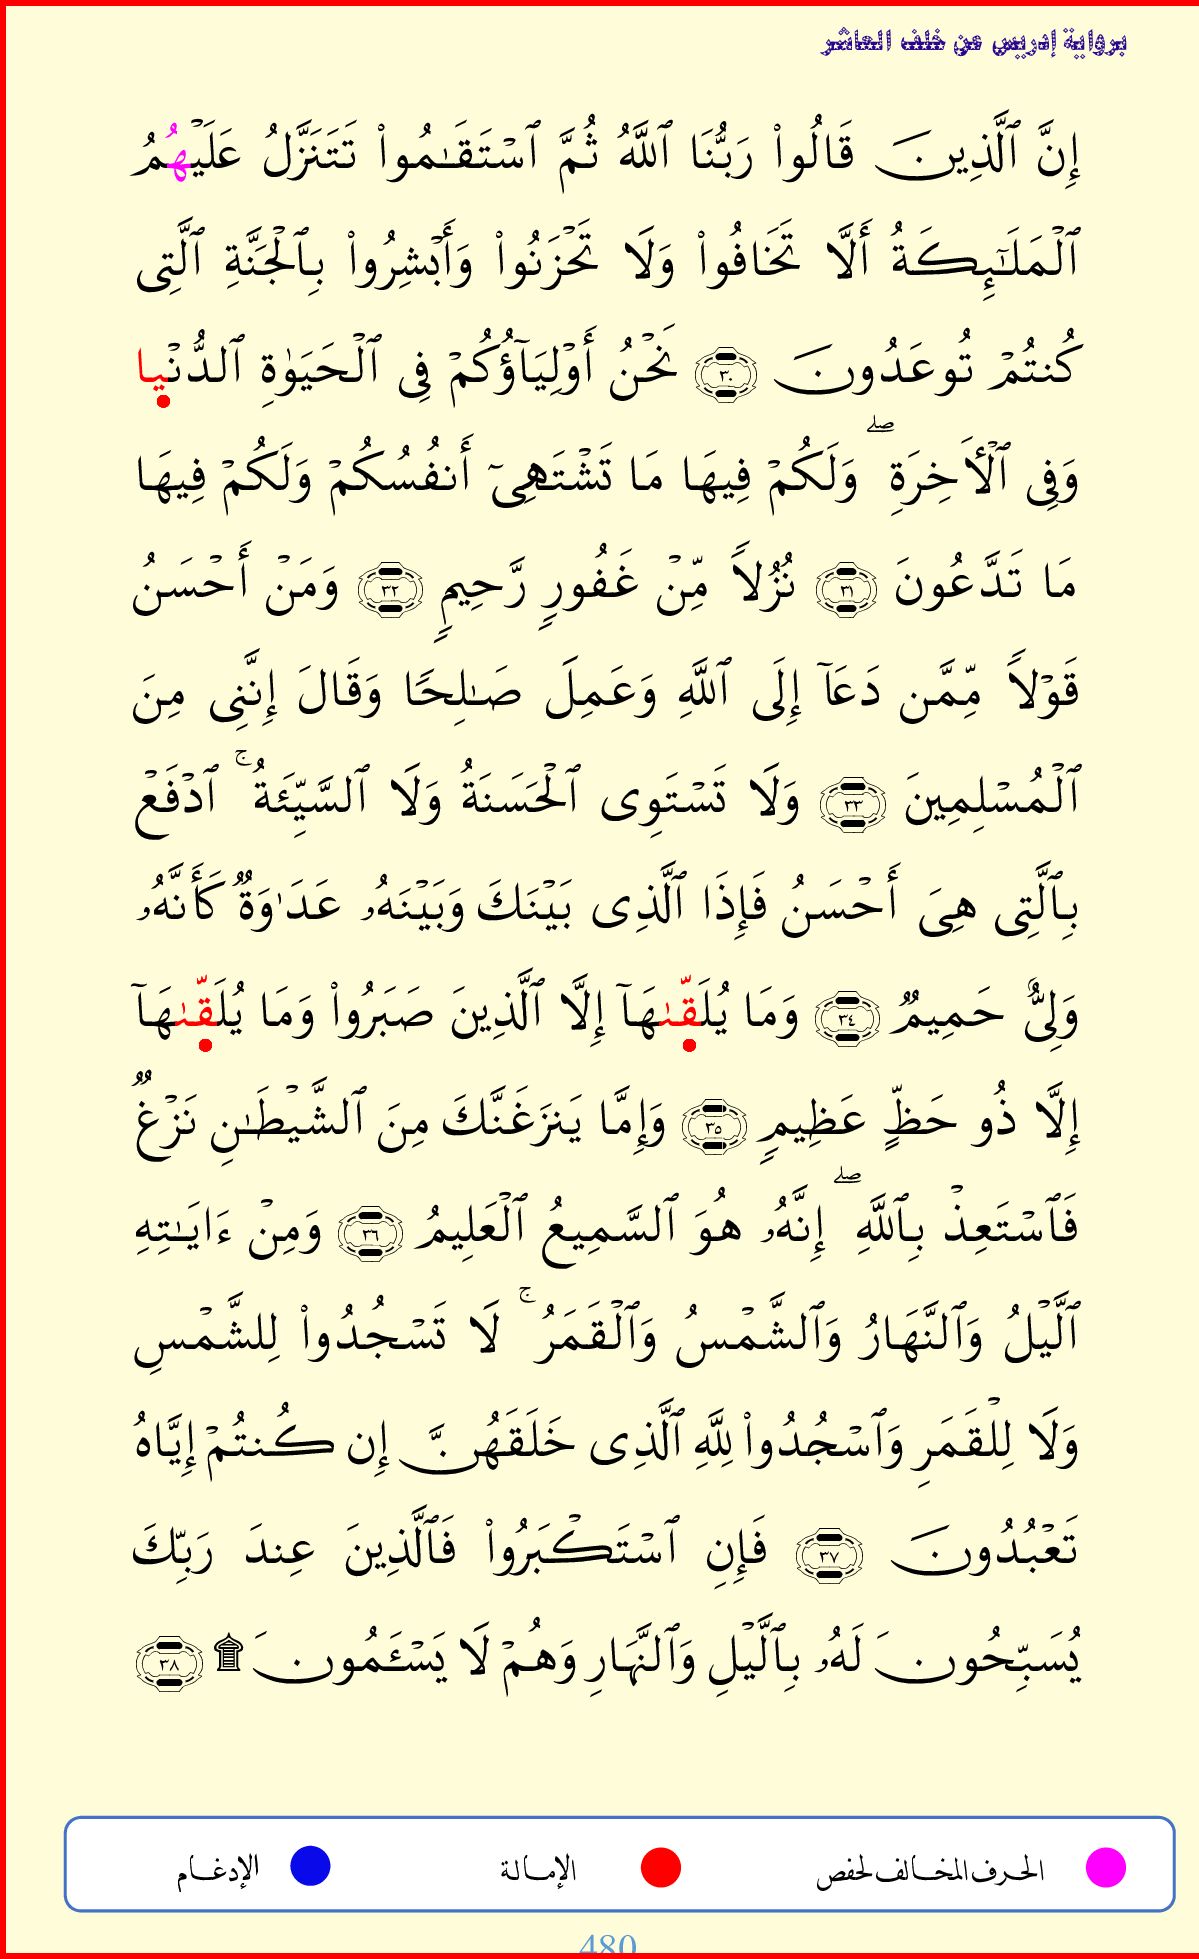 برواية إدريس عن خلف العاشر
إِنَّ ٱلَّذِينَ قَالُوا۟ رَبُّنَا ٱللَّهُ ثُمَّ ٱسْتَقَـٰمُوا۟ تَتَنَزَّلُ عَلَيْهُمُ
ٱلْمَلَـٰٓئِكَةُ أَلَّا تَخَافُوا۟ وَلَا تَحْزَنُوا۟ وَأَبْشِرُوا۟ بِٱلْجَنَّةِ ٱلَّتِى
كُنتُمْ تُوعَدُونَ ٣٠ نَحْنُ أَوْلِيَآؤُكُمْ فِى ٱلْحَيَوٰةِ ٱلدُّنْيا
وَفِى ٱلْأَخِرَةِ ۖ وَلَكُمْ فِيهَا مَا تَشْتَهِىٓ أَنفُسُكُمْ وَلَكُمْ فِيهَا
مَا تَدَّعُونَ ٣١ نُزُلًا مِّنْ غَفُورٍ رَّحِيمٍ ٣٢ وَمَنْ أَحْسَنُ
قَوْلًا مِّمَّن دَعَآ إِلَى ٱللَّهِ وَعَمِلَ صَـٰلِحًا وَقَالَ إِنَّنِى مِنَ
ٱلْمُسْلِمِينَ ٣٣ وَلَا تَسْتَوِى ٱلْحَسَنَةُ وَلَا ٱلسَّيِّئَةُ ۚ ٱدْفَعْ
بِٱلَّتِى هِىَ أَحْسَنُ فَإِذَا ٱلَّذِى بَيْنَكَ وَبَيْنَهُۥ عَدَٰوَةٌ كَأَنَّهُۥ
وَلِىٌّ حَمِيمٌ ٣٤ وَمَا يُلَقّىٰهَآ إِلَّا ٱلَّذِينَ صَبَرُوا۟ وَمَا يُلَقّىٰهَآ
إِلَّا ذُو حَظٍّ عَظِيمٍ ٣٥ وَإِمَّا يَنزَغَنَّكَ مِنَ ٱلشَّيْطَـٰنِ نَزْغٌ
فَٱسْتَعِذْ بِٱللَّهِ ۖ إِنَّهُۥ هُوَ ٱلسَّمِيعُ ٱلْعَلِيمُ ٣٦ وَمِنْ ءَايَـٰتِهِ
ٱلَّيْلُ وَٱلنَّهَارُ وَٱلشَّمْسُ وَٱلْقَمَرُ ۚ لَا تَسْجُدُوا۟ لِلشَّمْسِ
وَلَا لِلْقَمَرِ وَٱسْجُدُوا۟ لِلَّهِ ٱلَّذِى خَلَقَهُنَّ إِن كُنتُمْ إِيَّاهُ
تَعْبُدُونَ ٣٧ فَإِنِ ٱسْتَكْبَرُوا۟ فَٱلَّذِينَ عِندَ رَبِّكَ
يُسَبِّحُونَ لَهُۥ بِٱلَّيْلِ وَٱلنَّهَارِ وَهُمْ لَا يَسْـَٔمُونَ ۩ ٣٨
الحرف المخالف لحفص الإمالة الإدغام
480